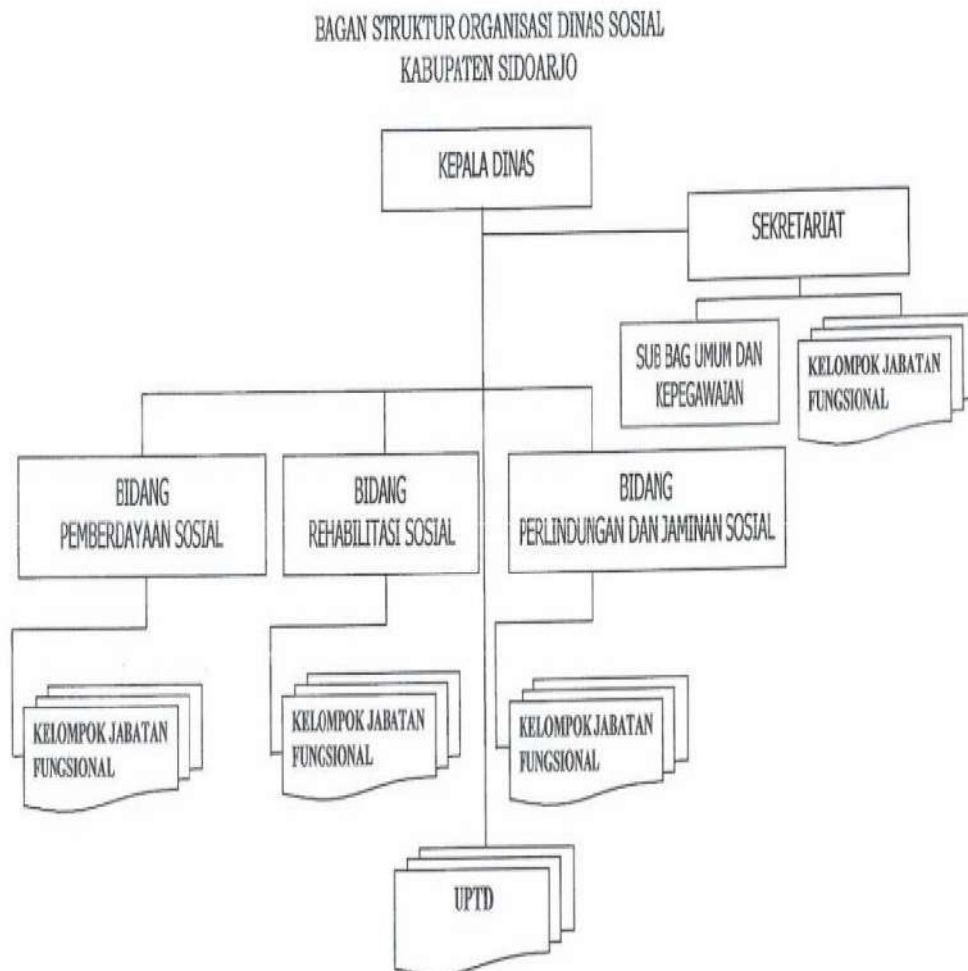 BAGAN STRUKTUR ORGANISASI DINAS SOSIAL
KABUPATEN SIDOARJO
KEPALA DINAS
SEKRETARIAT
SUB BAG UMUM DAN
KEPEGAWAIAN
KELOMPOK JABATAN
FUNGSIONAL
BIDANG
PEMBERDAYAAN SOSIAL
BIDANG
REHABILITASI SOSIAL
BIDANG
PERLINDUNGAN DAN JAMINAN SOSIAL
KELOMPOK JABATAN
FUNGSIONAL
KELOMPOK JABATAN
FUNGSIONAL
KELOMPOK JABATAN
FUNGSIONAL
UPTD